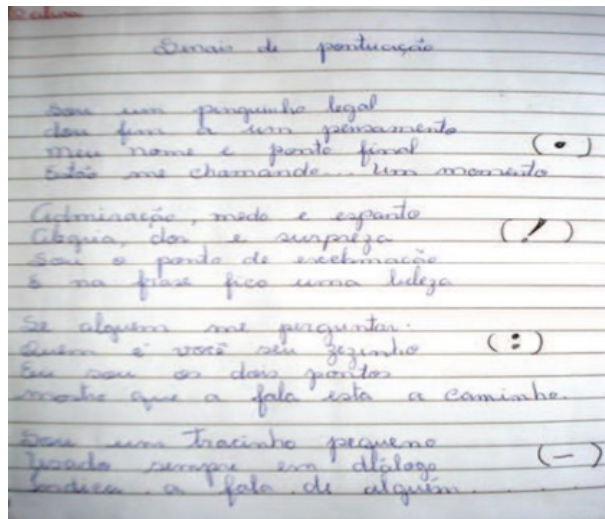 Sinais de pontuação
Sou um pinguinho legal
dou fim a um pensamento
meu nome e ponto final (.)
Estão me chamando... Um momento
Admiração, medo e espanto
Alegria, dor e surpreza (!)
Sou o ponto de exclamação
E na frase fico uma beleza
Se alguém me perguntar.
Quem é você seu zezinho (:)
Eu sou os dois pontos
mostro que a fala esta a caminho.
Sou um tracinho pequeno
Usado sempre em diálogo (-)
Indica a fala de alguém